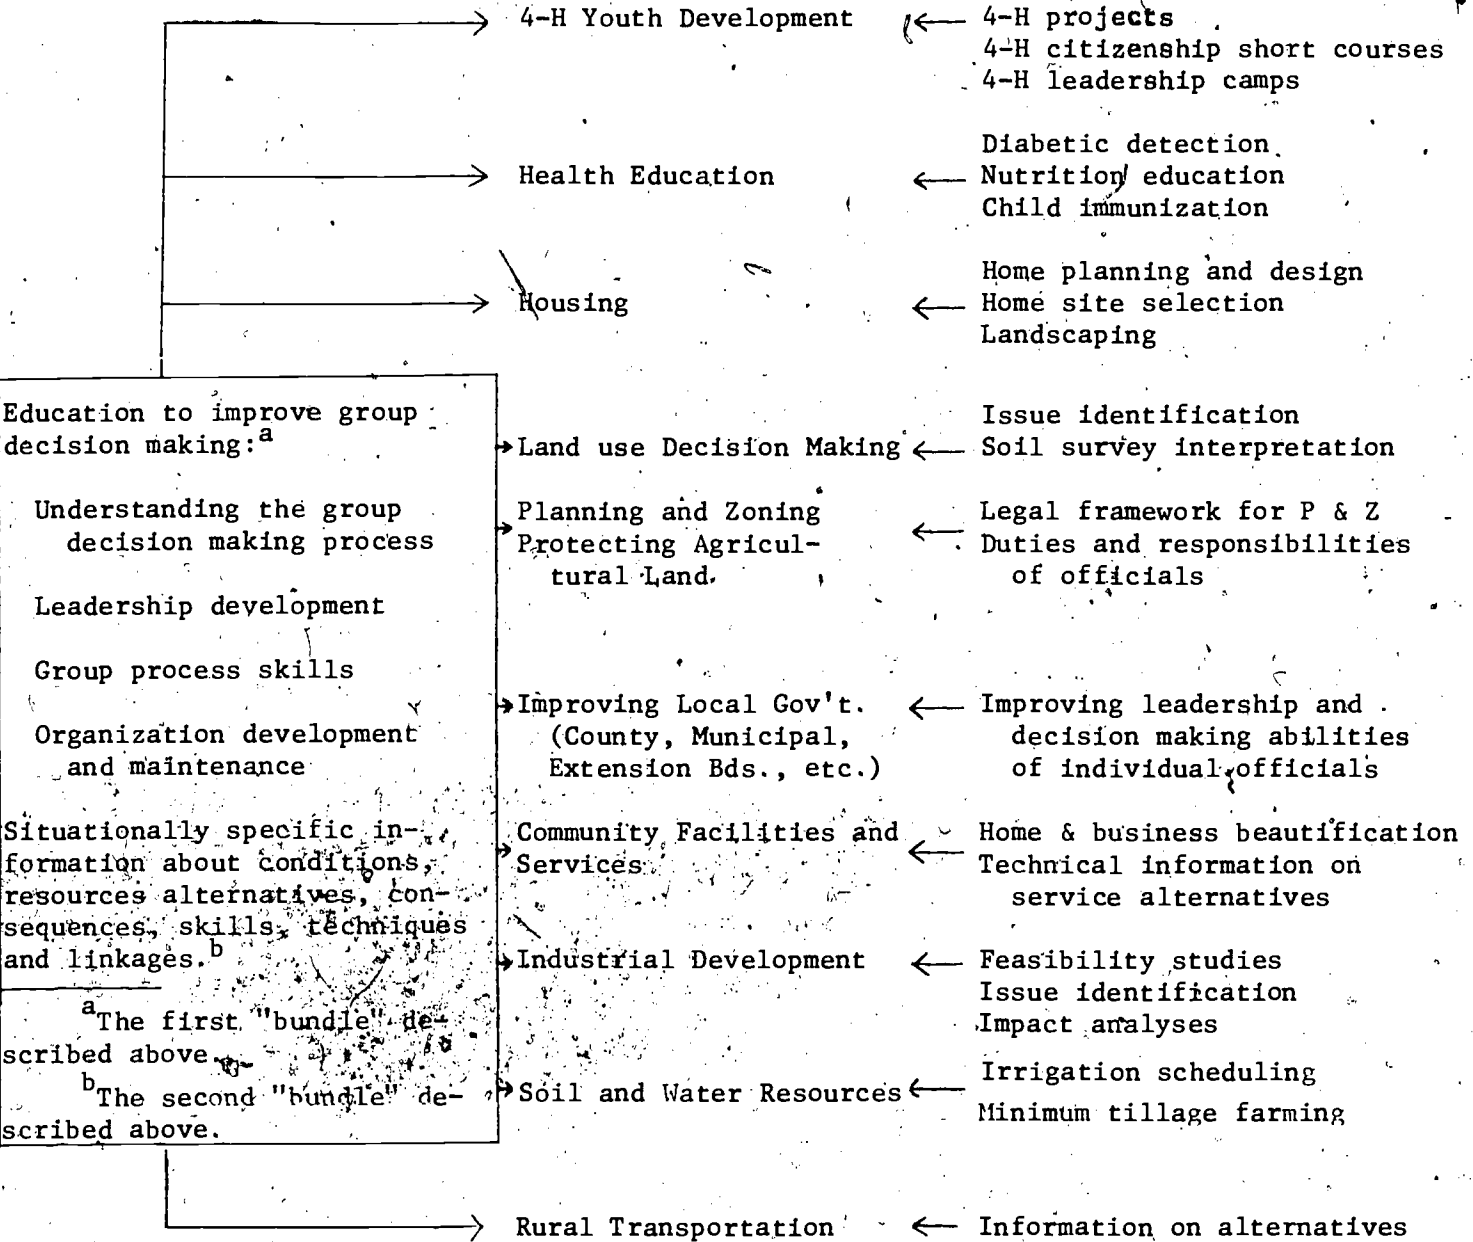 4-H Youth Development
4-H projects
4-H citizenship short courses
4-H leadership camps
Health Education
Diabetic detection
Nutrition education
Child immunization
Housing
Home planning and design
Home site selection
Landscaping
Education to improve group
decision making:a
Understanding the group
decision making process
Leadership development
Group process skills
Organization development
and maintenance
Situationally specific in-
formation about conditions,
resources alternatives, con-
sequences, skills, techniques
and linkages.b
aThe first "bundle" de-
scribed above.
bThe second "bundle" de-
scribed above.
Land use Decision Making
Issue identification
Soil survey interpretation
Planning and Zoning
Protecting Agricul-
tural Land.
Legal framework for P & Z
Duties and responsibilities
of officials
Improving Local Gov't.
(County, Municipal,
Extension Bds., etc.)
Improving leadership and
decision making abilities
of individual officials
Community Facilities and
Services
Home & business beautification
Technical information on
service alternatives
Industrial Development
Feasibility studies
Issue identification
Impact analyses
Soil and Water Resources
Irrigation scheduling
Minimum tillage farming
Rural Transportation
Information on alternatives